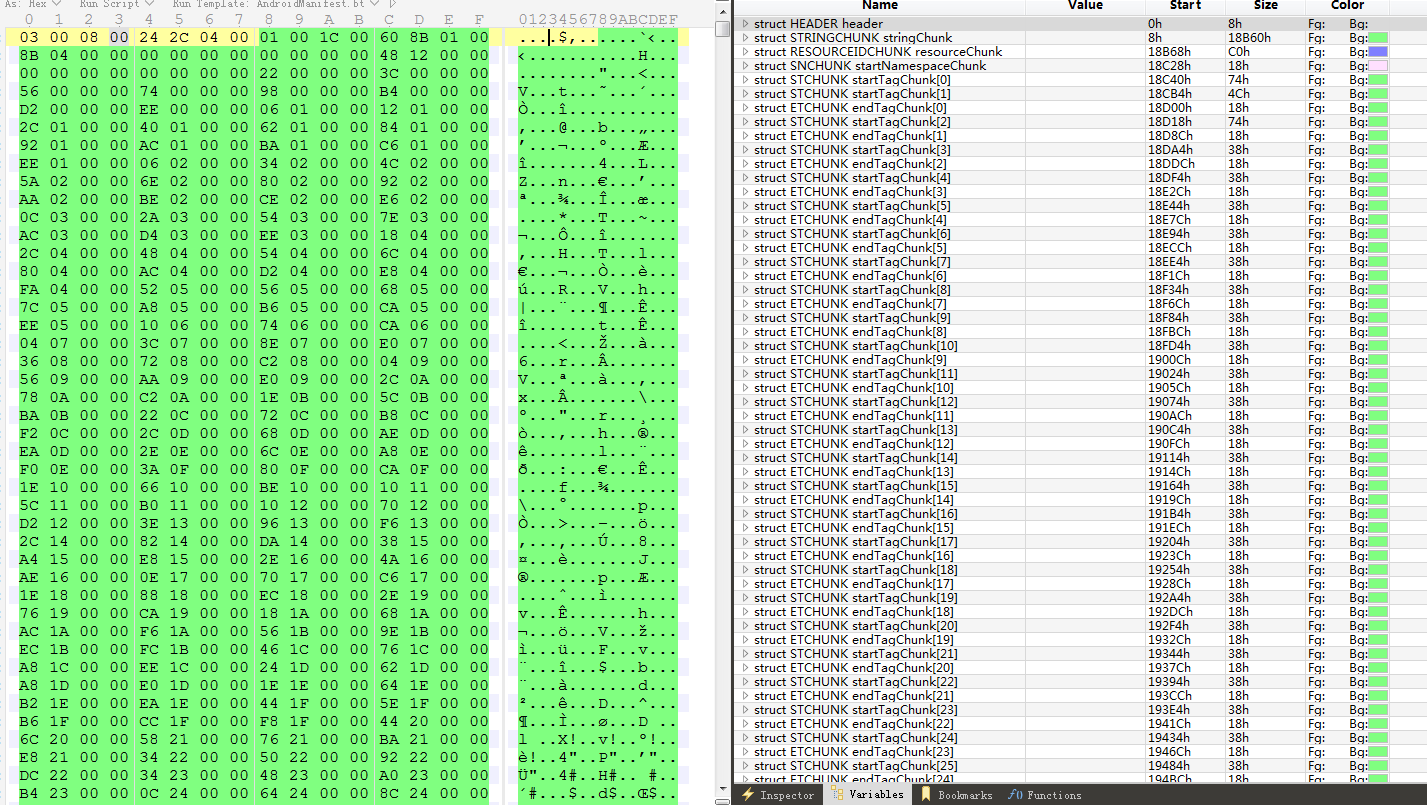 As: Hex Run Script Run Template: AndroidManifest.bt
0 1 2 3 4 5 6 7 8 9 A B C D E F 0123456789ABCDEF
03 00 08 00 24 2C 04 00 01 00 1C 00 60 8B 01 00 ....$,......`‹..
8B 04 00 00 00 00 00 00 00 00 00 00 48 12 00 00 ‹...........H...
00 00 00 00 00 00 00 00 22 00 00 00 3C 00 00 00 ........"...<...
56 00 00 00 74 00 00 00 98 00 00 00 B4 00 00 00 V...t...˜...´...
D2 00 00 00 EE 00 00 00 06 01 00 00 12 01 00 00 Ò...î...........
2C 01 00 00 40 01 00 00 62 01 00 00 84 01 00 00 ,...@...b...„...
92 01 00 00 AC 01 00 00 BA 01 00 00 C6 01 00 00 ’...¬...º...Æ...
EE 01 00 00 06 02 00 00 34 02 00 00 4C 02 00 00 î.......4...L...
5A 02 00 00 6E 02 00 00 80 02 00 00 92 02 00 00 Z...n...€...’...
AA 02 00 00 BE 02 00 00 CE 02 00 00 E6 02 00 00 ª...¾...Î...æ...
0C 03 00 00 2A 03 00 00 54 03 00 00 7E 03 00 00 ....*...T...~...
AC 03 00 00 D4 03 00 00 EE 03 00 00 18 04 00 00 ¬...Ô...î.......
2C 04 00 00 48 04 00 00 54 04 00 00 6C 04 00 00 ,...H...T...l...
80 04 00 00 AC 04 00 00 D2 04 00 00 E8 04 00 00 €...¬...Ò...è...
FA 04 00 00 52 05 00 00 56 05 00 00 68 05 00 00 ú...R...V...h...
7C 05 00 00 A8 05 00 00 B6 05 00 00 CA 05 00 00 |...¨...¶...Ê...
EE 05 00 00 10 06 00 00 74 06 00 00 CA 06 00 00 î.......t...Ê...
04 07 00 00 3C 07 00 00 8E 07 00 00 E0 07 00 00 ....<...Ž...à...
36 08 00 00 72 08 00 00 C2 08 00 00 04 09 00 00 6...r...Â.......
56 09 00 00 AA 09 00 00 E0 09 00 00 2C 0A 00 00 V...ª...à...,...
78 0A 00 00 C2 0A 00 00 1E 0B 00 00 5C 0B 00 00 x...Â.......\...
BA 0B 00 00 22 0C 00 00 72 0C 00 00 B8 0C 00 00 º..."...r...¸...
F2 0C 00 00 2C 0D 00 00 68 0D 00 00 AE 0D 00 00 ò...,...h...®...
EA 0D 00 00 2E 0E 00 00 6C 0E 00 00 A8 0E 00 00 ê.......l...¨...
F0 0E 00 00 3A 0F 00 00 80 0F 00 00 CA 0F 00 00 ð...:...€...Ê...
1E 10 00 00 66 10 00 00 BE 10 00 00 10 11 00 00 ....f...¾.......
5C 11 00 00 B0 11 00 00 10 12 00 00 70 12 00 00 \...°.......p...
D2 12 00 00 3E 13 00 00 96 13 00 00 F6 13 00 00 Ò...>...–...ö...
2C 14 00 00 82 14 00 00 DA 14 00 00 38 15 00 00 ,...‚...Ú...8...
A4 15 00 00 E8 15 00 00 2E 16 00 00 4A 16 00 00 ¤...è.......J...
AE 16 00 00 0E 17 00 00 70 17 00 00 C6 17 00 00 ®.......p...Æ...
1E 18 00 00 88 18 00 00 EC 18 00 00 2E 19 00 00 ....ˆ...ì.......
76 19 00 00 CA 19 00 00 18 1A 00 00 68 1A 00 00 v...Ê.......h...
AC 1A 00 00 F6 1A 00 00 56 1B 00 00 9E 1B 00 00 ¬...ö...V...ž...
EC 1B 00 00 FC 1B 00 00 46 1C 00 00 76 1C 00 00 ì...ü...F...v...
A8 1C 00 00 EE 1C 00 00 24 1D 00 00 62 1D 00 00 ¨...î...$...b...
A8 1D 00 00 E0 1D 00 00 1E 1E 00 00 64 1E 00 00 ¨...à.......d...
B2 1E 00 00 EA 1E 00 00 44 1F 00 00 5E 1F 00 00 ²...ê...D...^...
B6 1F 00 00 CC 1F 00 00 F8 1F 00 00 44 20 00 00 ¶...Ì...ø...D ..
6C 20 00 00 58 21 00 00 76 21 00 00 BA 21 00 00 l ..X!..v!..º!..
E8 21 00 00 34 22 00 00 50 22 00 00 92 22 00 00 è!..4"..P"..’"..
DC 22 00 00 34 23 00 00 48 23 00 00 A0 23 00 00 Ü"..4#..H#.. #..
B4 23 00 00 0C 24 00 00 64 24 00 00 8C 24 00 00 ´#...$..d$..Œ$..
Name Value Start Size Color
struct HEADER header 0h 8h Fg: Bg:
struct STRINGCHUNK stringChunk 8h 18B60h Fg: Bg:
struct RESOURCEIDCHUNK resourceChunk 18B68h C0h Fg: Bg:
struct SNCHUNK startNamespaceChunk 18C28h 18h Fg: Bg:
struct STCHUNK startTagChunk[0] 18C40h 74h Fg: Bg:
struct STCHUNK startTagChunk[1] 18CB4h 4Ch Fg: Bg:
struct ETCHUNK endTagChunk[0] 18D00h 18h Fg: Bg:
struct STCHUNK startTagChunk[2] 18D18h 74h Fg: Bg:
struct ETCHUNK endTagChunk[1] 18D8Ch 18h Fg: Bg:
struct STCHUNK startTagChunk[3] 18DA4h 38h Fg: Bg:
struct ETCHUNK endTagChunk[2] 18DDCh 18h Fg: Bg:
struct STCHUNK startTagChunk[4] 18DF4h 38h Fg: Bg:
struct ETCHUNK endTagChunk[3] 18E2Ch 18h Fg: Bg:
struct STCHUNK startTagChunk[5] 18E44h 38h Fg: Bg:
struct ETCHUNK endTagChunk[4] 18E7Ch 18h Fg: Bg:
struct STCHUNK startTagChunk[6] 18E94h 38h Fg: Bg:
struct ETCHUNK endTagChunk[5] 18ECCh 18h Fg: Bg:
struct STCHUNK startTagChunk[7] 18EE4h 38h Fg: Bg:
struct ETCHUNK endTagChunk[6] 18F1Ch 18h Fg: Bg:
struct STCHUNK startTagChunk[8] 18F34h 38h Fg: Bg:
struct ETCHUNK endTagChunk[7] 18F6Ch 18h Fg: Bg:
struct STCHUNK startTagChunk[9] 18F84h 38h Fg: Bg:
struct ETCHUNK endTagChunk[8] 18FBCh 18h Fg: Bg:
struct STCHUNK startTagChunk[10] 18FD4h 38h Fg: Bg:
struct ETCHUNK endTagChunk[9] 1900Ch 18h Fg: Bg:
struct STCHUNK startTagChunk[11] 19024h 38h Fg: Bg:
struct ETCHUNK endTagChunk[10] 1905Ch 18h Fg: Bg:
struct STCHUNK startTagChunk[12] 19074h 38h Fg: Bg:
struct ETCHUNK endTagChunk[11] 190ACh 18h Fg: Bg:
struct STCHUNK startTagChunk[13] 190C4h 38h Fg: Bg:
struct ETCHUNK endTagChunk[12] 190FCh 18h Fg: Bg:
struct STCHUNK startTagChunk[14] 19114h 38h Fg: Bg:
struct ETCHUNK endTagChunk[13] 1914Ch 18h Fg: Bg:
struct STCHUNK startTagChunk[15] 19164h 38h Fg: Bg:
struct ETCHUNK endTagChunk[14] 1919Ch 18h Fg: Bg:
struct STCHUNK startTagChunk[16] 191B4h 38h Fg: Bg:
struct ETCHUNK endTagChunk[15] 191ECh 18h Fg: Bg:
struct STCHUNK startTagChunk[17] 19204h 38h Fg: Bg:
struct ETCHUNK endTagChunk[16] 1923Ch 18h Fg: Bg:
struct STCHUNK startTagChunk[18] 19254h 38h Fg: Bg:
struct ETCHUNK endTagChunk[17] 1928Ch 18h Fg: Bg:
struct STCHUNK startTagChunk[19] 192A4h 38h Fg: Bg:
struct ETCHUNK endTagChunk[18] 192DCh 18h Fg: Bg:
struct STCHUNK startTagChunk[20] 192F4h 38h Fg: Bg:
struct ETCHUNK endTagChunk[19] 1932Ch 18h Fg: Bg:
struct STCHUNK startTagChunk[21] 19344h 38h Fg: Bg:
struct ETCHUNK endTagChunk[20] 1937Ch 18h Fg: Bg:
struct STCHUNK startTagChunk[22] 19394h 38h Fg: Bg:
struct ETCHUNK endTagChunk[21] 193CCh 18h Fg: Bg:
struct STCHUNK startTagChunk[23] 193E4h 38h Fg: Bg:
struct ETCHUNK endTagChunk[22] 1941Ch 18h Fg: Bg:
struct STCHUNK startTagChunk[24] 19434h 38h Fg: Bg:
struct ETCHUNK endTagChunk[23] 1946Ch 18h Fg: Bg:
struct STCHUNK startTagChunk[25] 19484h 38h Fg: Bg:
struct ETCHUNK endTagChunk[24] 194BCh 18h Fg: Bg:
Inspector Variables Bookmarks f() Functions